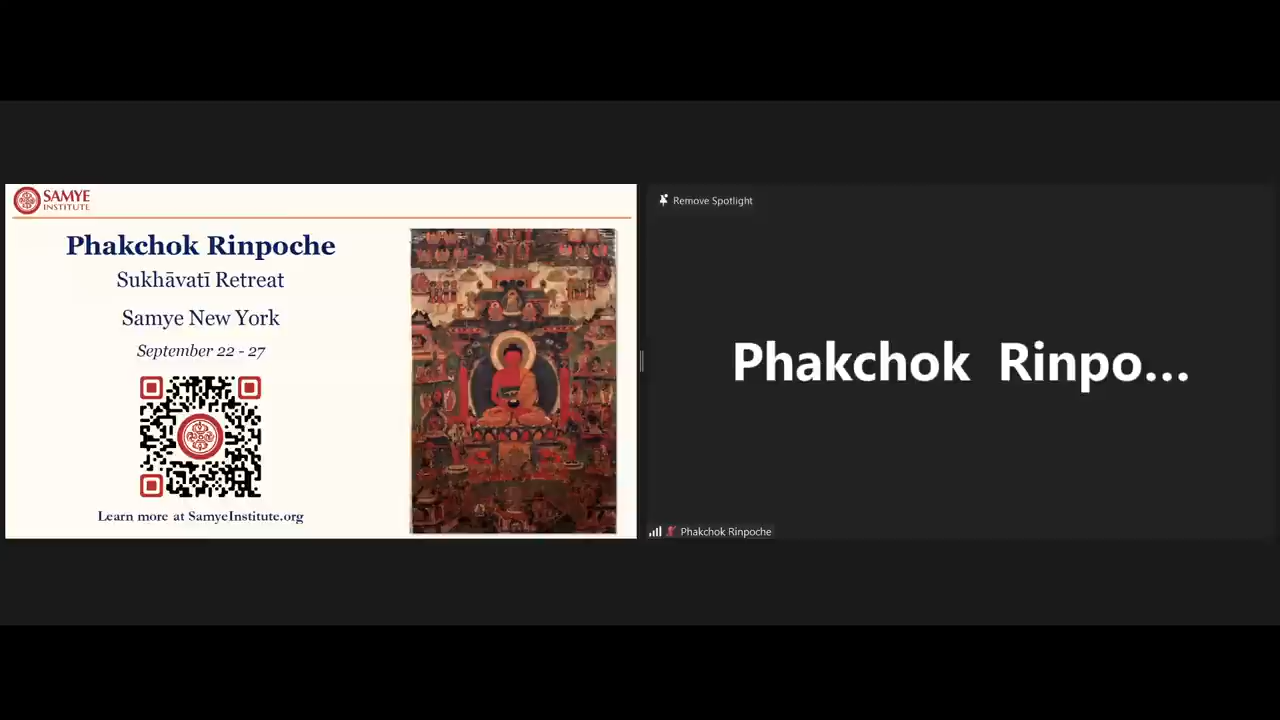 SAMYE
INSTITUTE
Phakchok Rinpoche
Sukhāvatī Retreat
Samye New York
September 22 - 27
Learn more at SamyeInstitute.org
Remove Spotlight
Phakchok Rinpo...
Phakchok Rinpoche